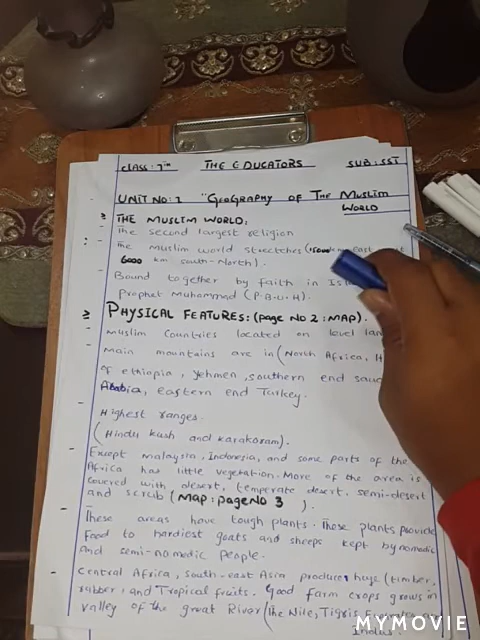 CLASS: 7th THE EDUCATORS SUB: SST
UNIT NO: 1 "GEOGRAPHY OF THE MUSLIM
WORLD
THE MUSLIM WORLD:
The second largest religion
The Muslim world stretches ( East
6000 km south-North).
Bound together by faith in
Prophet Muhammad (P.B.U.H).
PHYSICAL FEATURES: (page NO 2: MAP).
Muslim countries located on level
Main mountains are in (North Africa,
of ethiopia, Yehmen, southern end
Arabia, eastern end Turkey.
Highest ranges.
(Hindu kush and karakoram).
Except malaysia, Indonesia, and some parts of the
Africa has little vegetation. More of the area is
covered with desert, temperate desert, semi-desert
and scrub (Map: page NO 3 ).
These areas have tough plants. These plants provide
food to hardiest goats and sheeps kept by nomadic
and semi-nomedic people.
Central Africa, south-east Asia produce huge (timber,
rubber, and Tropical fruits. Good farm crops grows in
valley of the great River (The Nile, Tigris,
Indus
MYMOVIE